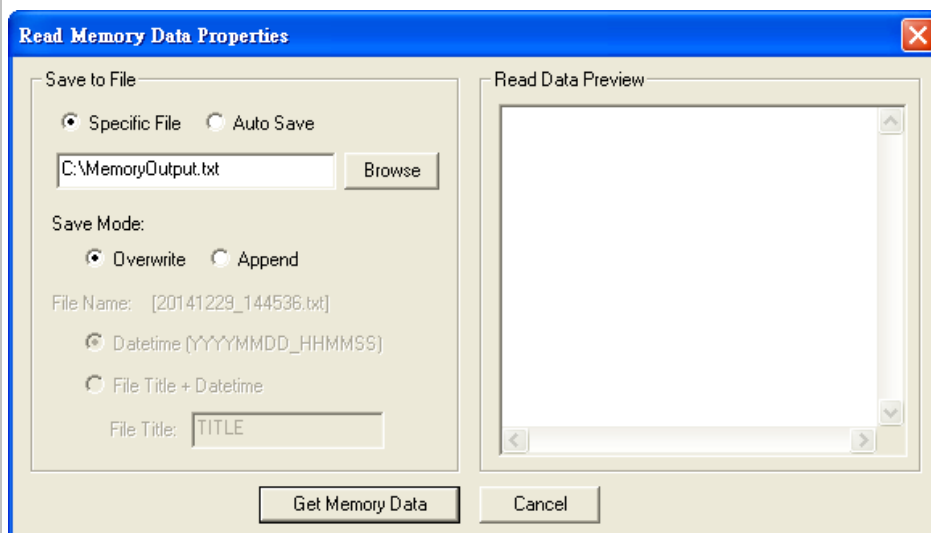 Read Memory Data Properties
Save to File
Specific File Auto Save
C:\MemoryOutput.txt Browse
Save Mode:
Overwrite Append
File Name: [20141229_144536.txt]
Datetime (YYYYMMDD_HHMMSS)
File Title + Datetime
File Title: TITLE
Read Data Preview
Get Memory Data Cancel